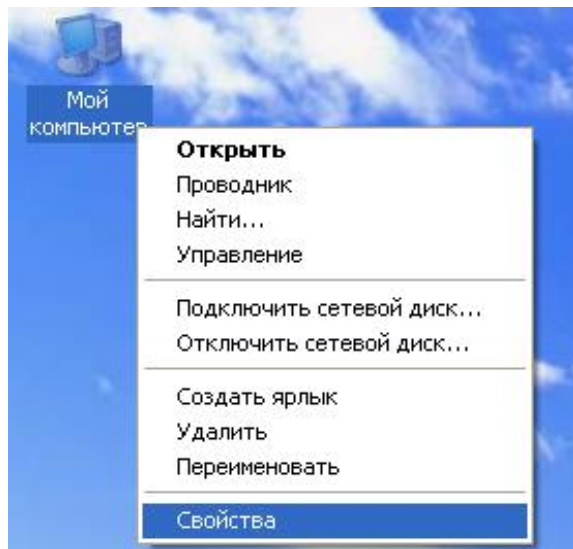 Мой
компьютер
Открыть
Проводник
Найти...
Управление
Подключить сетевой диск...
Отключить сетевой диск...
Создать ярлык
Удалить
Переименовать
Свойства